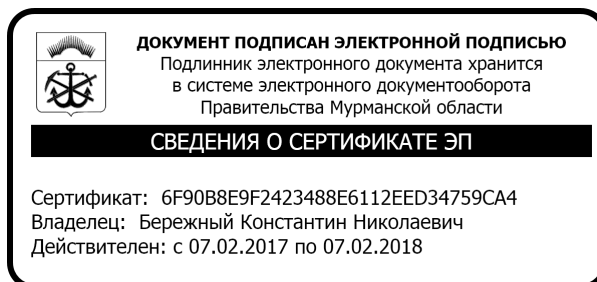 ДОКУМЕНТ ПОДПИСАН ЭЛЕКТРОННОЙ ПОДПИСЬЮ
Подлинник электронного документа хранится
в системе электронного документооборота
Правительства Мурманской области
СВЕДЕНИЯ О СЕРТИФИКАТЕ ЭП
Сертификат: 6F90B8E9F2423488E6112EED34759CA4
Владелец: Бережный Константин Николаевич
Действителен: с 07.02.2017 по 07.02.2018